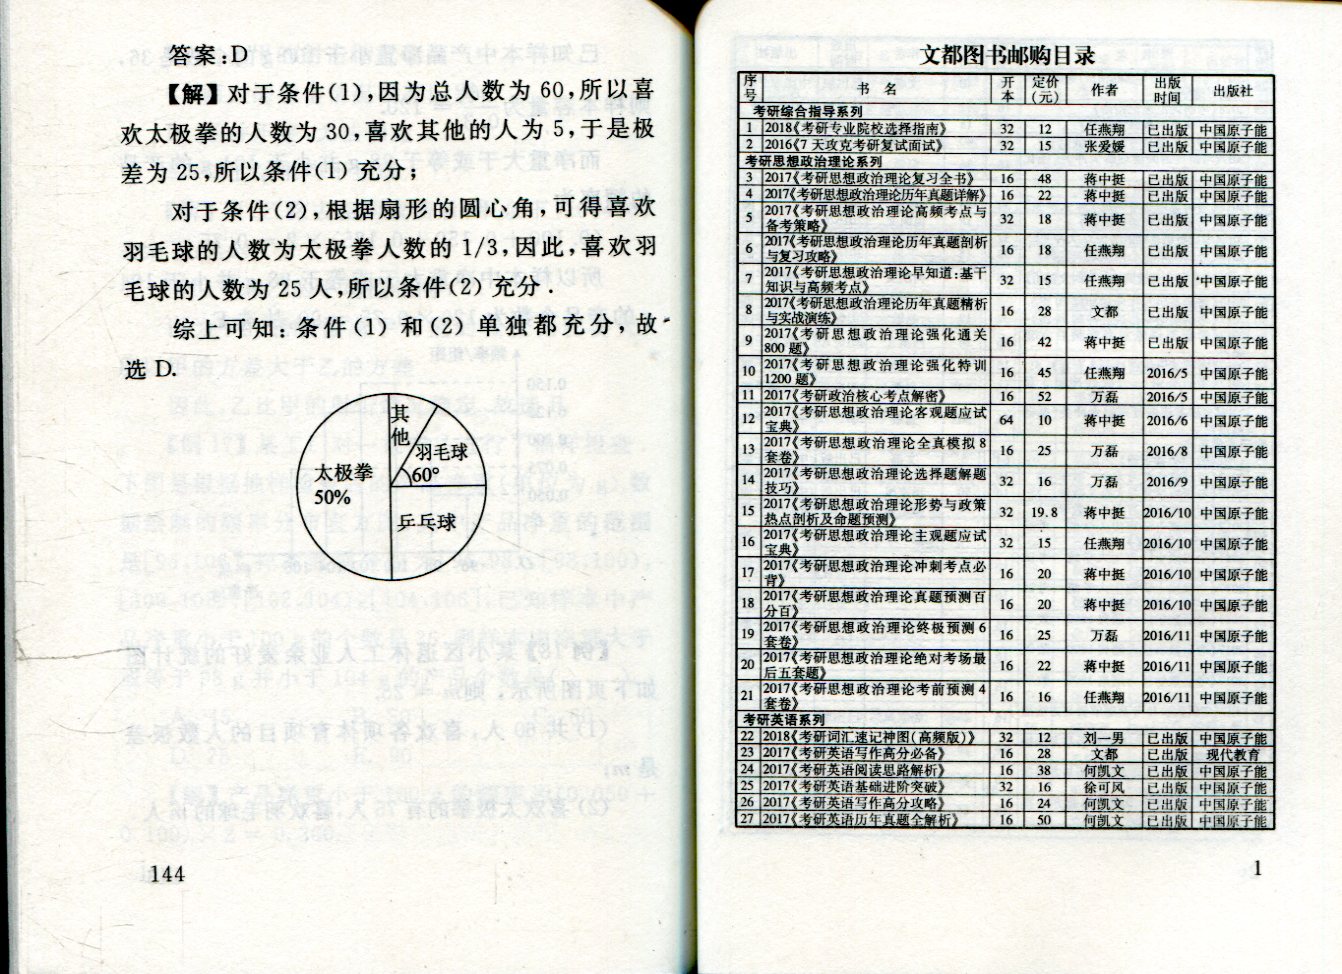 答案:D
【解】对于条件(1),因为总人数为 60,所以喜
欢太极拳的人数为 30,喜欢其他的人为 5,于是极
差为 25,所以条件(1) 充分;
对于条件(2),根据扇形的圆心角,可得喜欢
羽毛球的人数为太极拳人数的 1/3,因此,喜欢羽
毛球的人数为 25 人,所以条件(2) 充分.
综上可知:条件(1) 和(2) 单独都充分,故
选 D.
其他
羽毛球
60°
太极拳
50%
乒乓球
144
文都图书邮购目录
序号 书 名 开本 定价(元) 作者 出版时间 出版社
考研综合指导系列
1 2018《考研专业院校选择指南》 32 12 任燕翔 已出版 中国原子能
2 2016《7 天攻克考研复试面试》 32 15 张爱媛 已出版 中国原子能
考研思想政治理论系列
3 2017《考研思想政治理论复习全书》 16 48 蒋中挺 已出版 中国原子能
4 2017《考研思想政治理论历年真题详解》 16 22 蒋中挺 已出版 中国原子能
5 2017《考研思想政治理论高频考点与
备考策略》 32 18 蒋中挺 已出版 中国原子能
6 2017《考研思想政治理论历年真题剖析
与复习攻略》 16 18 任燕翔 已出版 中国原子能
7 2017《考研思想政治理论早知道:基干
知识与高频考点》 32 15 任燕翔 已出版 中国原子能
8 2017《考研思想政治理论历年真题精析
与实战演练》 16 28 文都 已出版 中国原子能
9 2017《考研思想政治理论强化通关
800 题》 16 42 蒋中挺 已出版 中国原子能
10 2017《考研思想政治理论强化特训
1200 题》 16 45 任燕翔 2016/5 中国原子能
11 2017《考研政治核心考点解密》 16 52 万磊 2016/5 中国原子能
12 2017《考研思想政治理论客观题应试
宝典》 64 10 蒋中挺 2016/6 中国原子能
13 2017《考研思想政治理论全真模拟 8
套卷》 16 25 万磊 2016/8 中国原子能
14 2017《考研思想政治理论选择题解题
技巧》 32 16 万磊 2016/9 中国原子能
15 2017《考研思想政治理论形势与政策
热点剖析及命题预测》 32 19.8 蒋中挺 2016/10 中国原子能
16 2017《考研思想政治理论主观题应试
宝典》 32 15 任燕翔 2016/10 中国原子能
17 2017《考研思想政治理论冲刺考点必
背》 16 20 蒋中挺 2016/10 中国原子能
18 2017《考研思想政治理论真题预测百
分百》 16 20 蒋中挺 2016/10 中国原子能
19 2017《考研思想政治理论终极预测 6
套卷》 16 25 万磊 2016/11 中国原子能
20 2017《考研思想政治理论绝对考场最
后五套题》 16 22 蒋中挺 2016/11 中国原子能
21 2017《考研思想政治理论考前预测 4
套卷》 16 16 任燕翔 2016/11 中国原子能
考研英语系列
22 2018《考研词汇速记神图(高频版)》 32 12 刘一男 已出版 中国原子能
23 2017《考研英语写作高分必备》 16 28 文都 已出版 现代教育
24 2017《考研英语阅读思路解析》 16 38 何凯文 已出版 中国原子能
25 2017《考研英语基础进阶突破》 32 16 徐可风 已出版 中国原子能
26 2017《考研英语写作高分攻略》 16 24 何凯文 已出版 中国原子能
27 2017《考研英语历年真题全解析》 16 50 何凯文 已出版 中国原子能
1